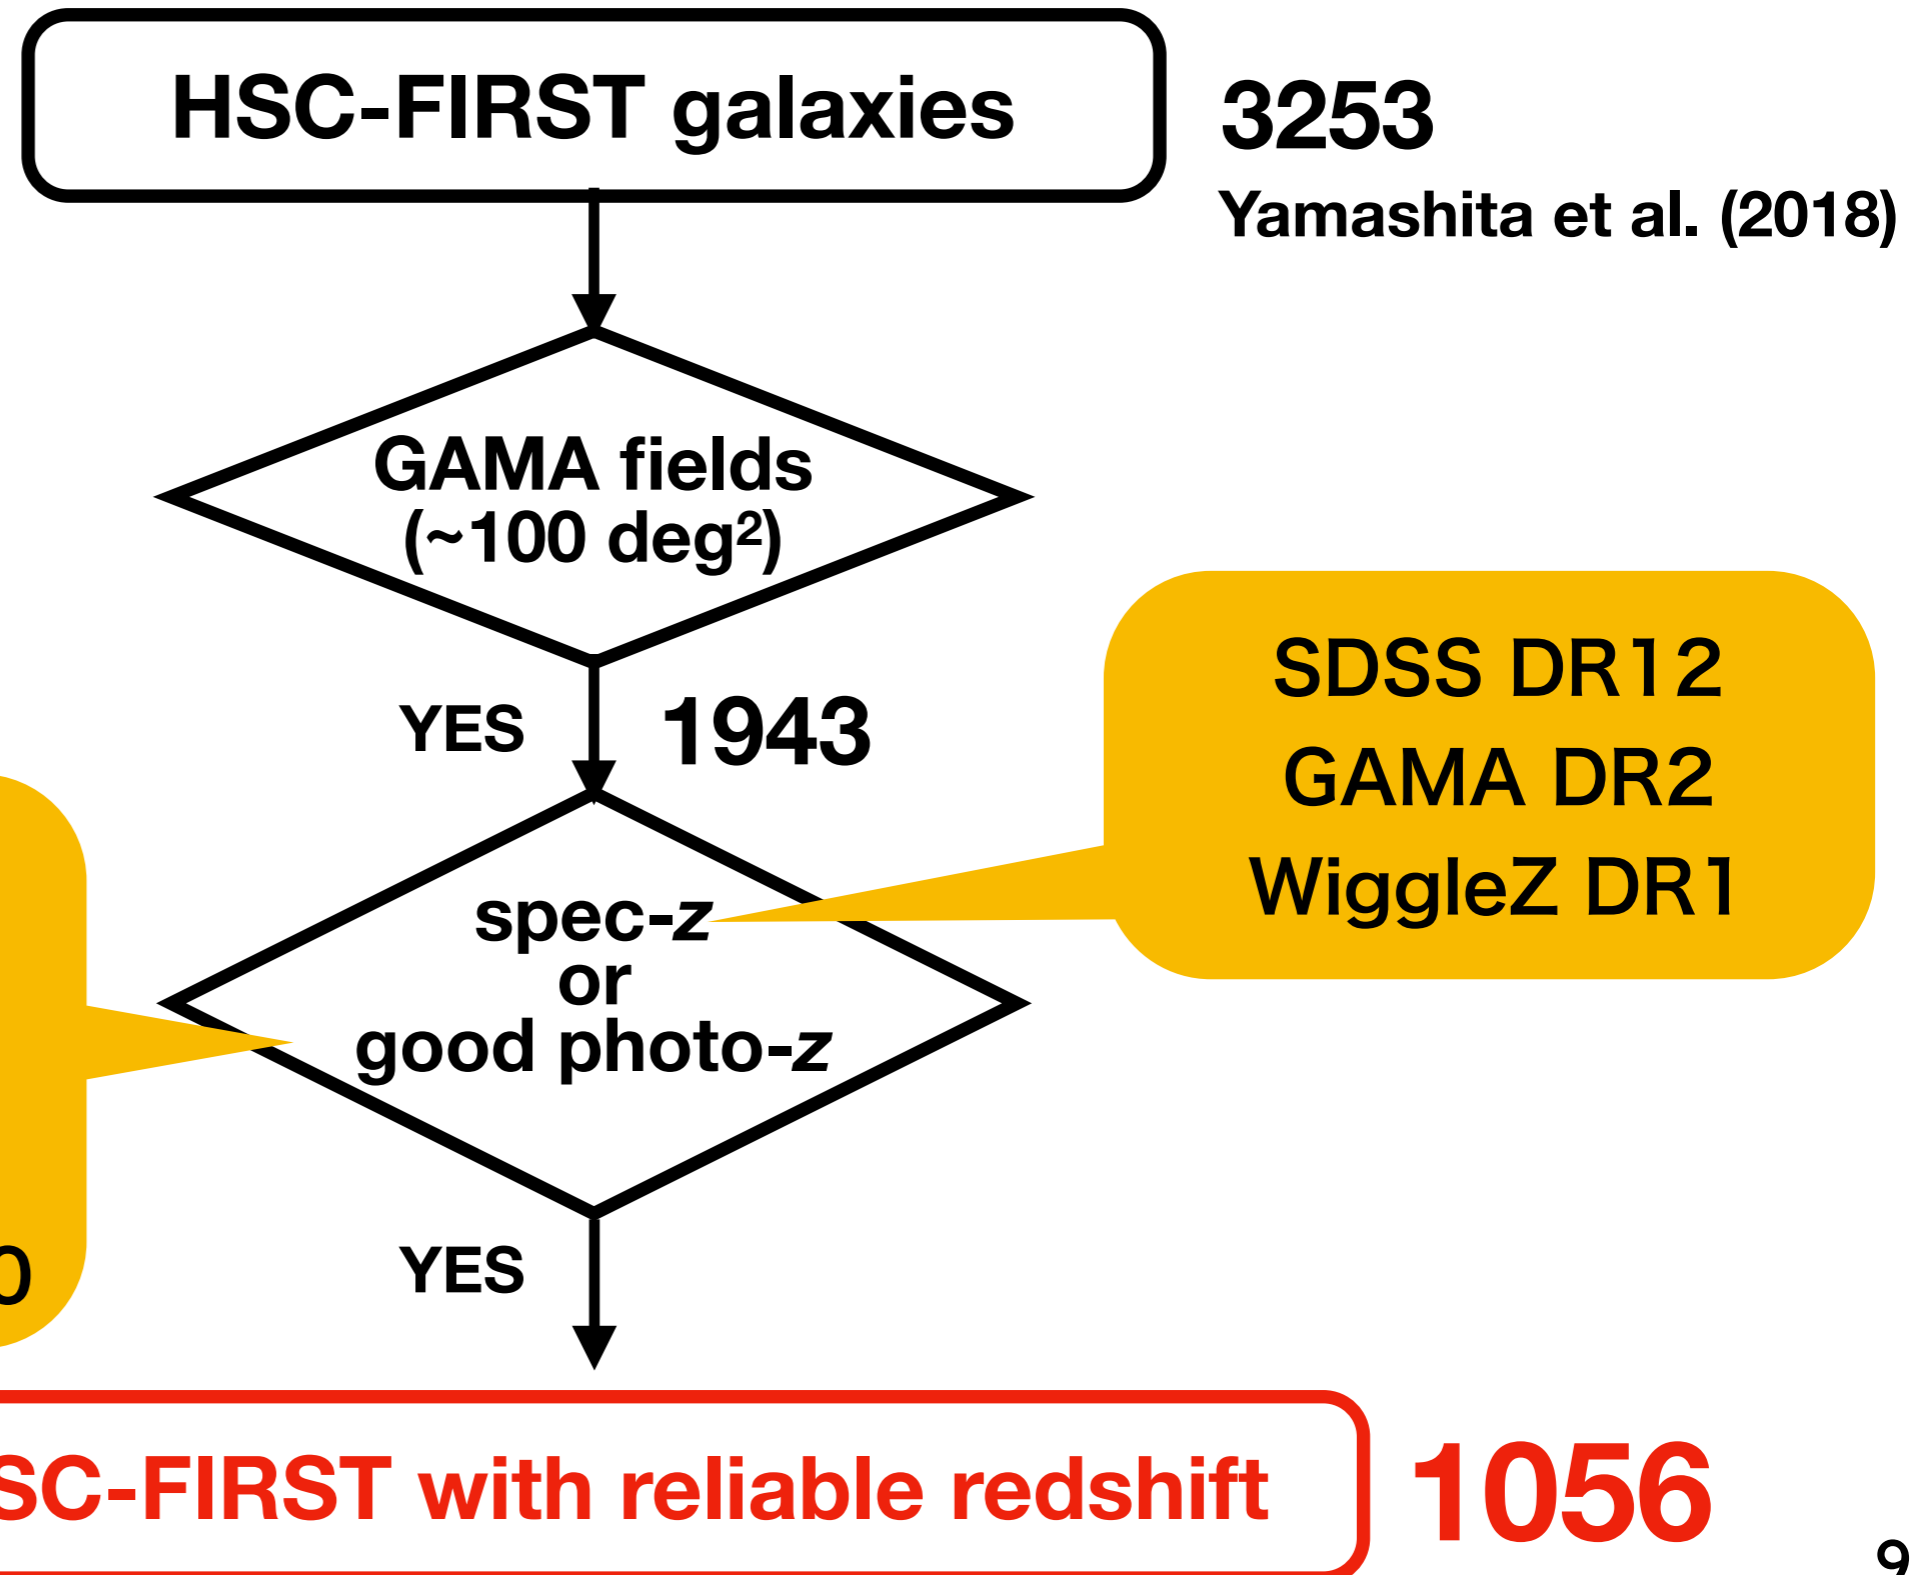 HSC-FIRST galaxies
3253
Yamashita et al. (2018)
GAMA fields
(~100 deg²)
YES
1943
SDSS DR12
GAMA DR2
WiggleZ DR1
spec-z
or
good photo-z
0
YES
SC-FIRST with reliable redshift
1056
9